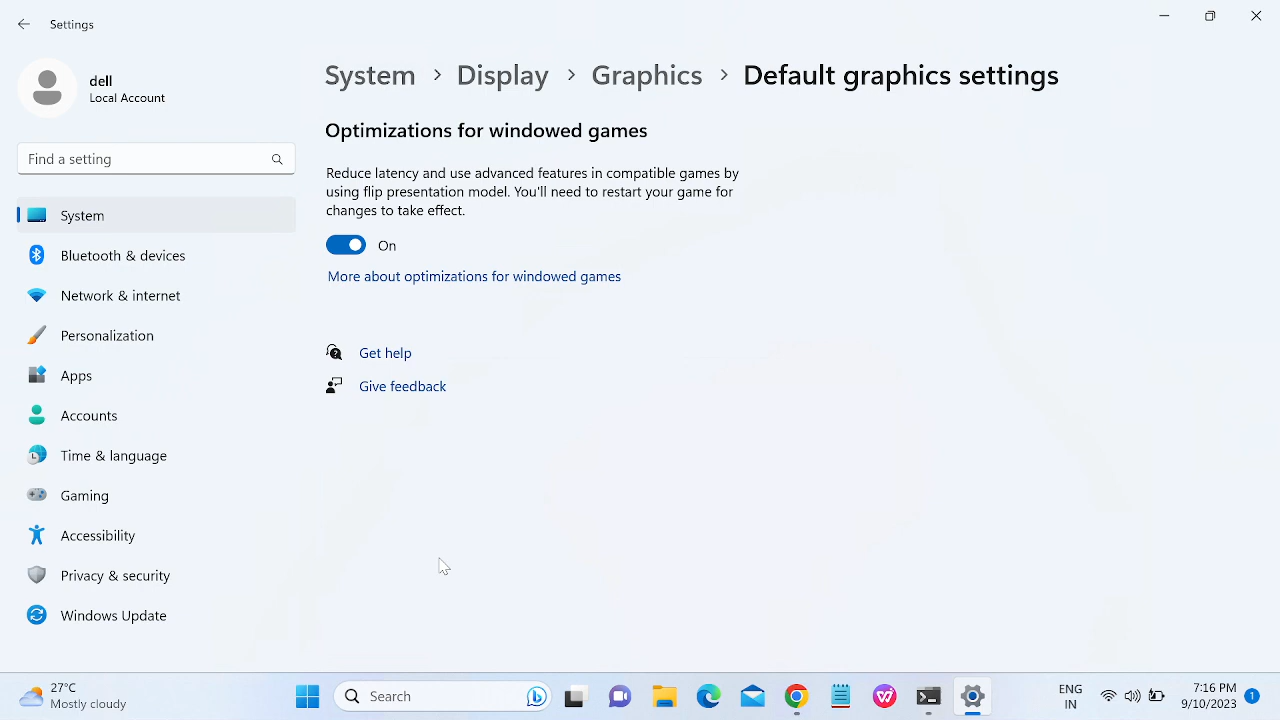 Settings
dell
Local Account
Find a setting
System
Bluetooth & devices
Network & internet
Personalization
Apps
Accounts
Time & language
Gaming
Accessibility
Privacy & security
Windows Update
System > Display > Graphics > Default graphics settings
Optimizations for windowed games
Reduce latency and use advanced features in compatible games by
using flip presentation model. You'll need to restart your game for
changes to take effect.
On
More about optimizations for windowed games
Get help
Give feedback
27°C
Mostly cloudy
Search
ENG
IN
7:16 PM
9/10/2023
1